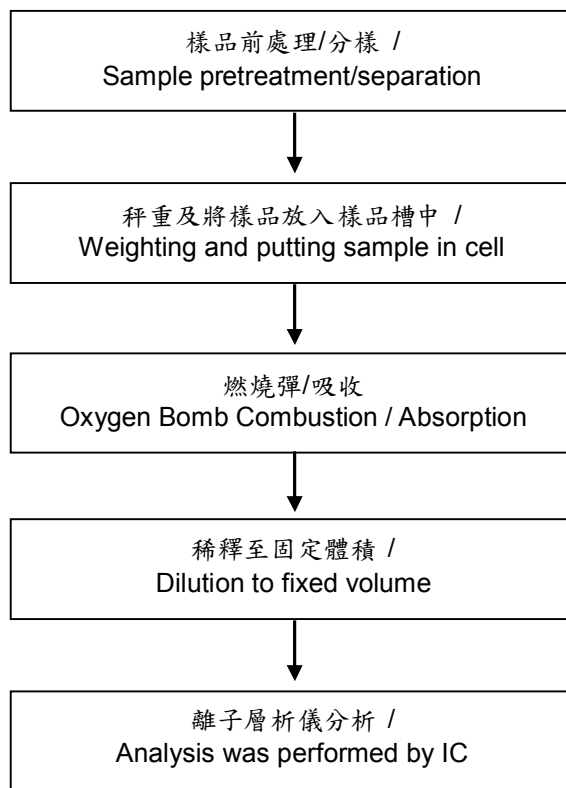 樣品前處理/分樣 /
Sample pretreatment/separation
秤重及將樣品放入樣品槽中 /
Weighting and putting sample in cell
燃燒彈/吸收
Oxygen Bomb Combustion / Absorption
稀釋至固定體積 /
Dilution to fixed volume
離子層析儀分析 /
Analysis was performed by IC